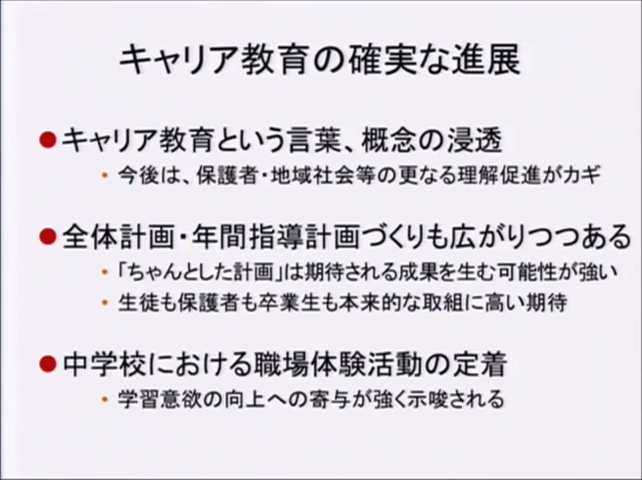 キャリア教育の確実な進展
●キャリア教育という言葉、概念の浸透
・今後は、保護者・地域社会等の更なる理解促進がカギ
●全体計画・年間指導計画づくりも広がりつつある
・「ちゃんとした計画」は期待される成果を生む可能性が強い
・生徒も保護者も卒業生も本来的な取組に高い期待
●中学校における職場体験活動の定着
・学習意欲の向上への寄与が強く示唆される